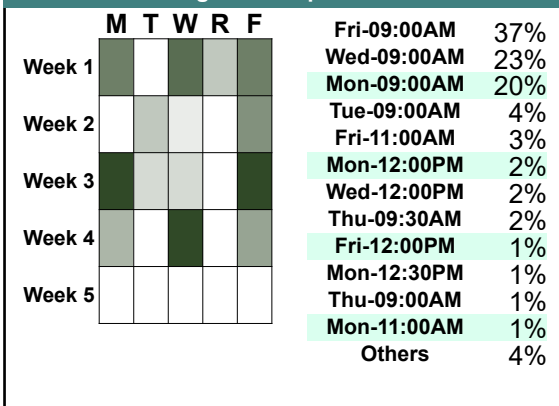 M T W R F
Week 1
Week 2
Week 3
Week 4
Week 5
Fri-09:00AM 37%
Wed-09:00AM 23%
Mon-09:00AM 20%
Tue-09:00AM 4%
Fri-11:00AM 3%
Mon-12:00PM 2%
Wed-12:00PM 2%
Thu-09:30AM 2%
Fri-12:00PM 1%
Mon-12:30PM 1%
Thu-09:00AM 1%
Mon-11:00AM 1%
Others 4%